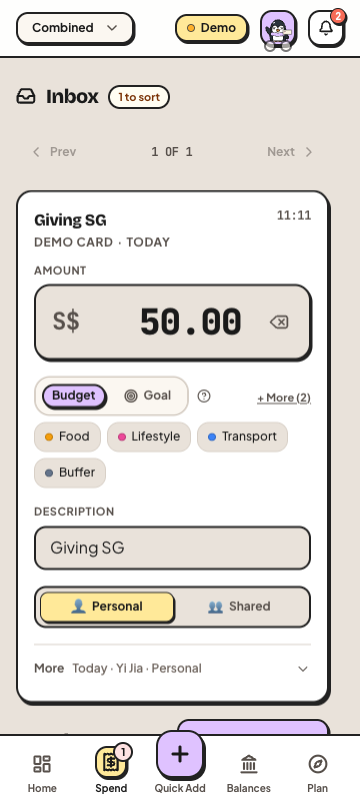 Combined Demo 2
Inbox 1 to sort
Prev 1 OF 1 Next
Giving SG 11:11
DEMO CARD · TODAY
AMOUNT
S$ 50.00
Budget Goal + More (2)
Food Lifestyle Transport
Buffer
DESCRIPTION
Giving SG
Personal Shared
More Today · Yi Jia · Personal
1
Home Spend Quick Add Balances Plan